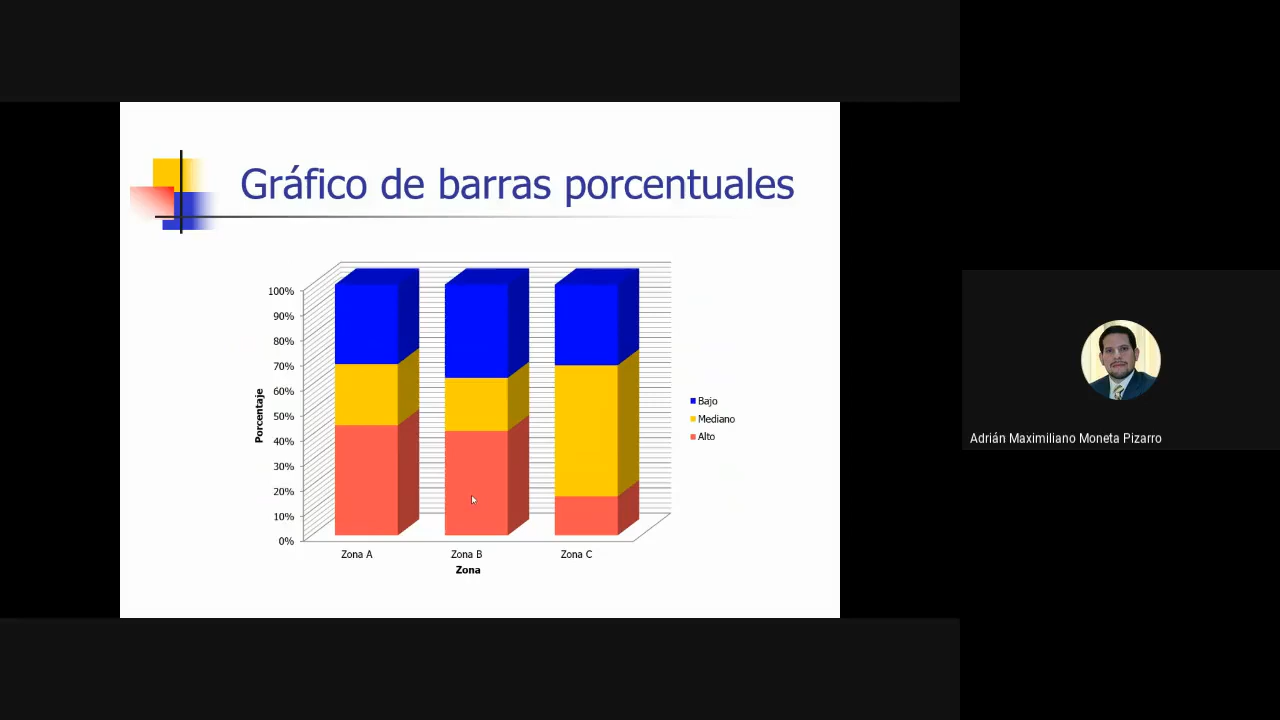 Gráfico de barras porcentuales
100%
90%
80%
70%
60%
50%
40%
30%
20%
10%
0%
Porcentaje
Zona A
Zona B
Zona C
Zona
Bajo
Mediano
Alto
Adrián Maximiliano Moneta Pizarro